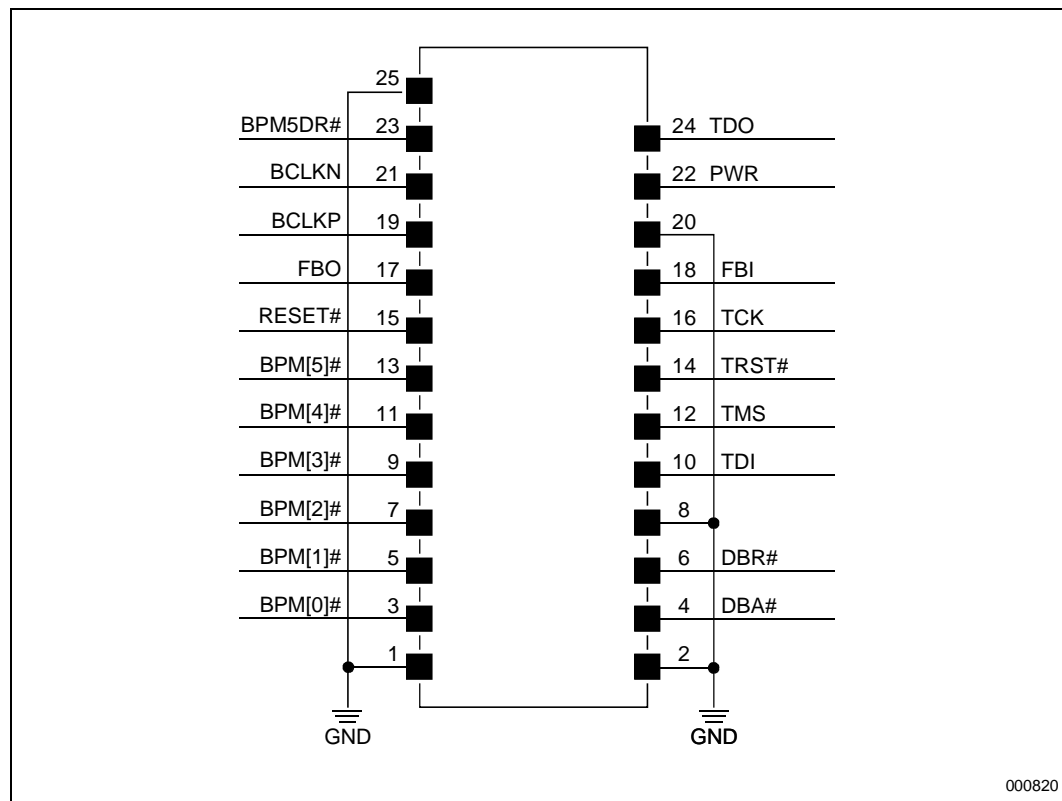 25
BPM5DR# 23 24 TDO
BCLKN 21 22 PWR
BCLKP 19 20
FBO 17 18 FBI
RESET# 15 16 TCK
BPM[5]# 13 14 TRST#
BPM[4]# 11 12 TMS
BPM[3]# 9 10 TDI
BPM[2]# 7 8
BPM[1]# 5 6 DBR#
BPM[0]# 3 4 DBA#
1 2
GND GND
000820